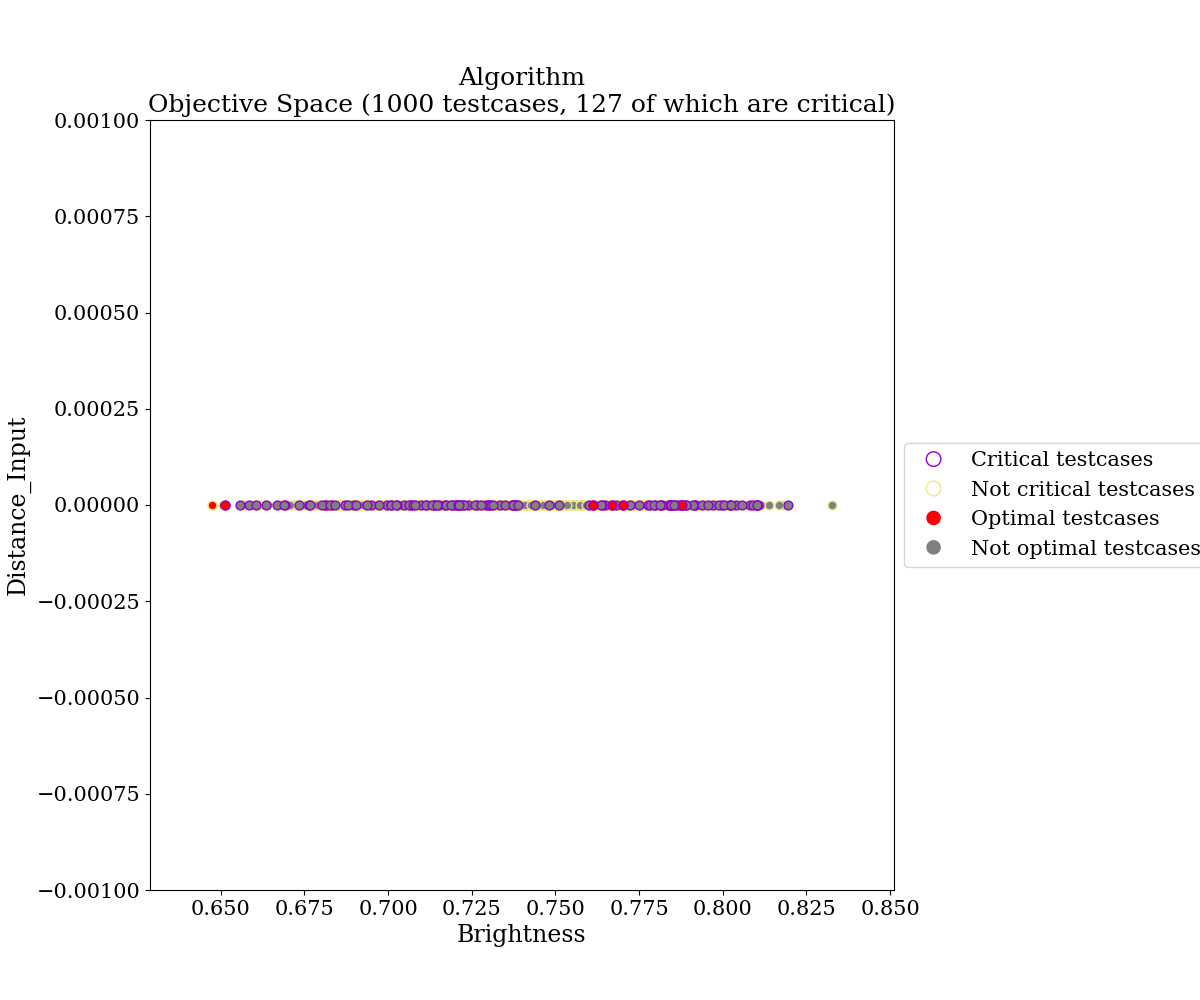 Algorithm
Objective Space (1000 testcases, 127 of which are critical)
0.00100
0.00075
0.00050
0.00025
0.00000
−0.00025
−0.00050
−0.00075
−0.00100
Distance_Input
0.650 0.675 0.700 0.725 0.750 0.775 0.800 0.825 0.850
Brightness
Critical testcases
Not critical testcases
Optimal testcases
Not optimal testcases